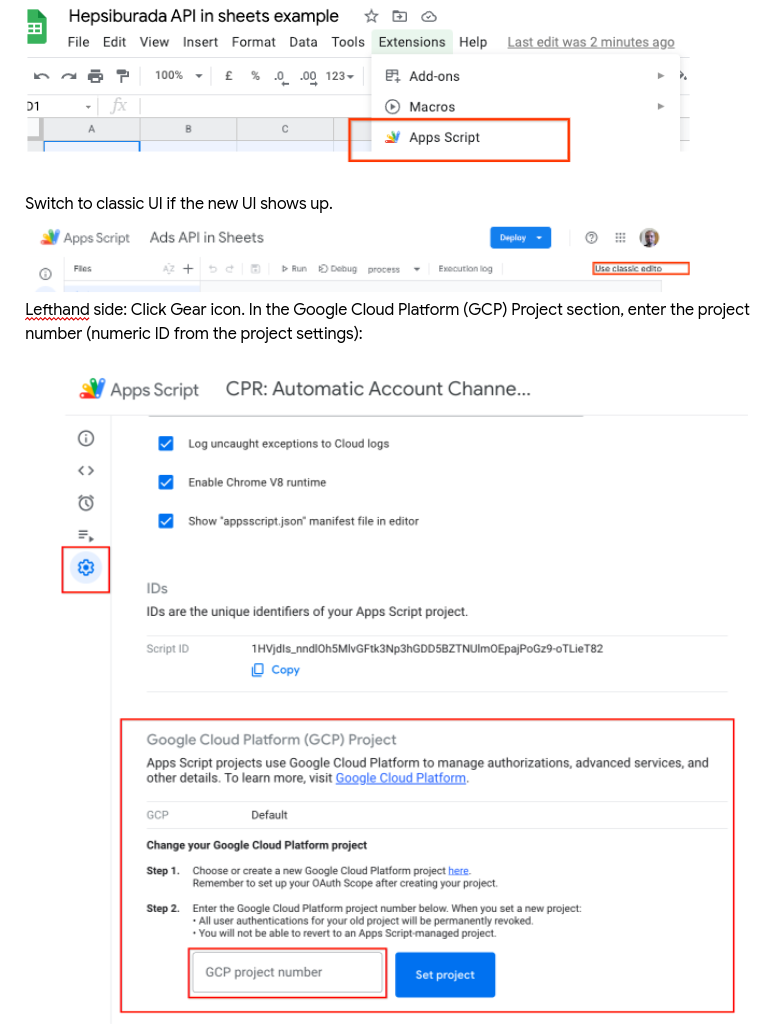 Hepsiburada API in sheets example
File Edit View Insert Format Data Tools Extensions Help Last edit was 2 minutes ago
100% £ % .0 .00 123 Add-ons
Macros
D1 fx
A B C
Apps Script
Switch to classic UI if the new UI shows up.
Apps Script Ads API in Sheets Deploy
Files AZ + Run Debug process Execution log Use classic edito
Lefthand side: Click Gear icon. In the Google Cloud Platform (GCP) Project section, enter the project
number (numeric ID from the project settings):
Apps Script CPR: Automatic Account Channe...
Log uncaught exceptions to Cloud logs
Enable Chrome V8 runtime
Show "appsscript.json" manifest file in editor
IDs
IDs are the unique identifiers of your Apps Script project.
Script ID 1HVjdIs_nndlOh5MlvGFtk3Np3hGDD5BZTNUlmOEpajPoGz9-oTLieT82
Copy
Google Cloud Platform (GCP) Project
Apps Script projects use Google Cloud Platform to manage authorizations, advanced services, and
other details. To learn more, visit Google Cloud Platform.
GCP Default
Change your Google Cloud Platform project
Step 1. Choose or create a new Google Cloud Platform project here.
Remember to set up your OAuth Scope after creating your project.
Step 2. Enter the Google Cloud Platform project number below. When you set a new project:
• All user authentications for your old project will be permanently revoked.
• You will not be able to revert to an Apps Script-managed project.
GCP project number Set project